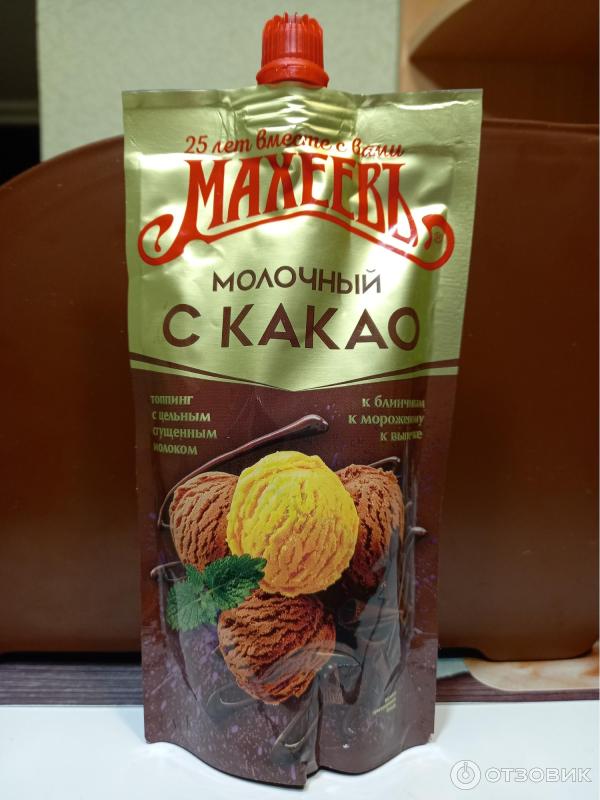 25 лет вместе с вами
МАХЕЕВЪ
®
МОЛОЧНЫЙ
С КАКАО
топпинг
с цельным
сгущенным
молоком
к блинчикам
к мороженому
к выпечке
ОТЗОВИК